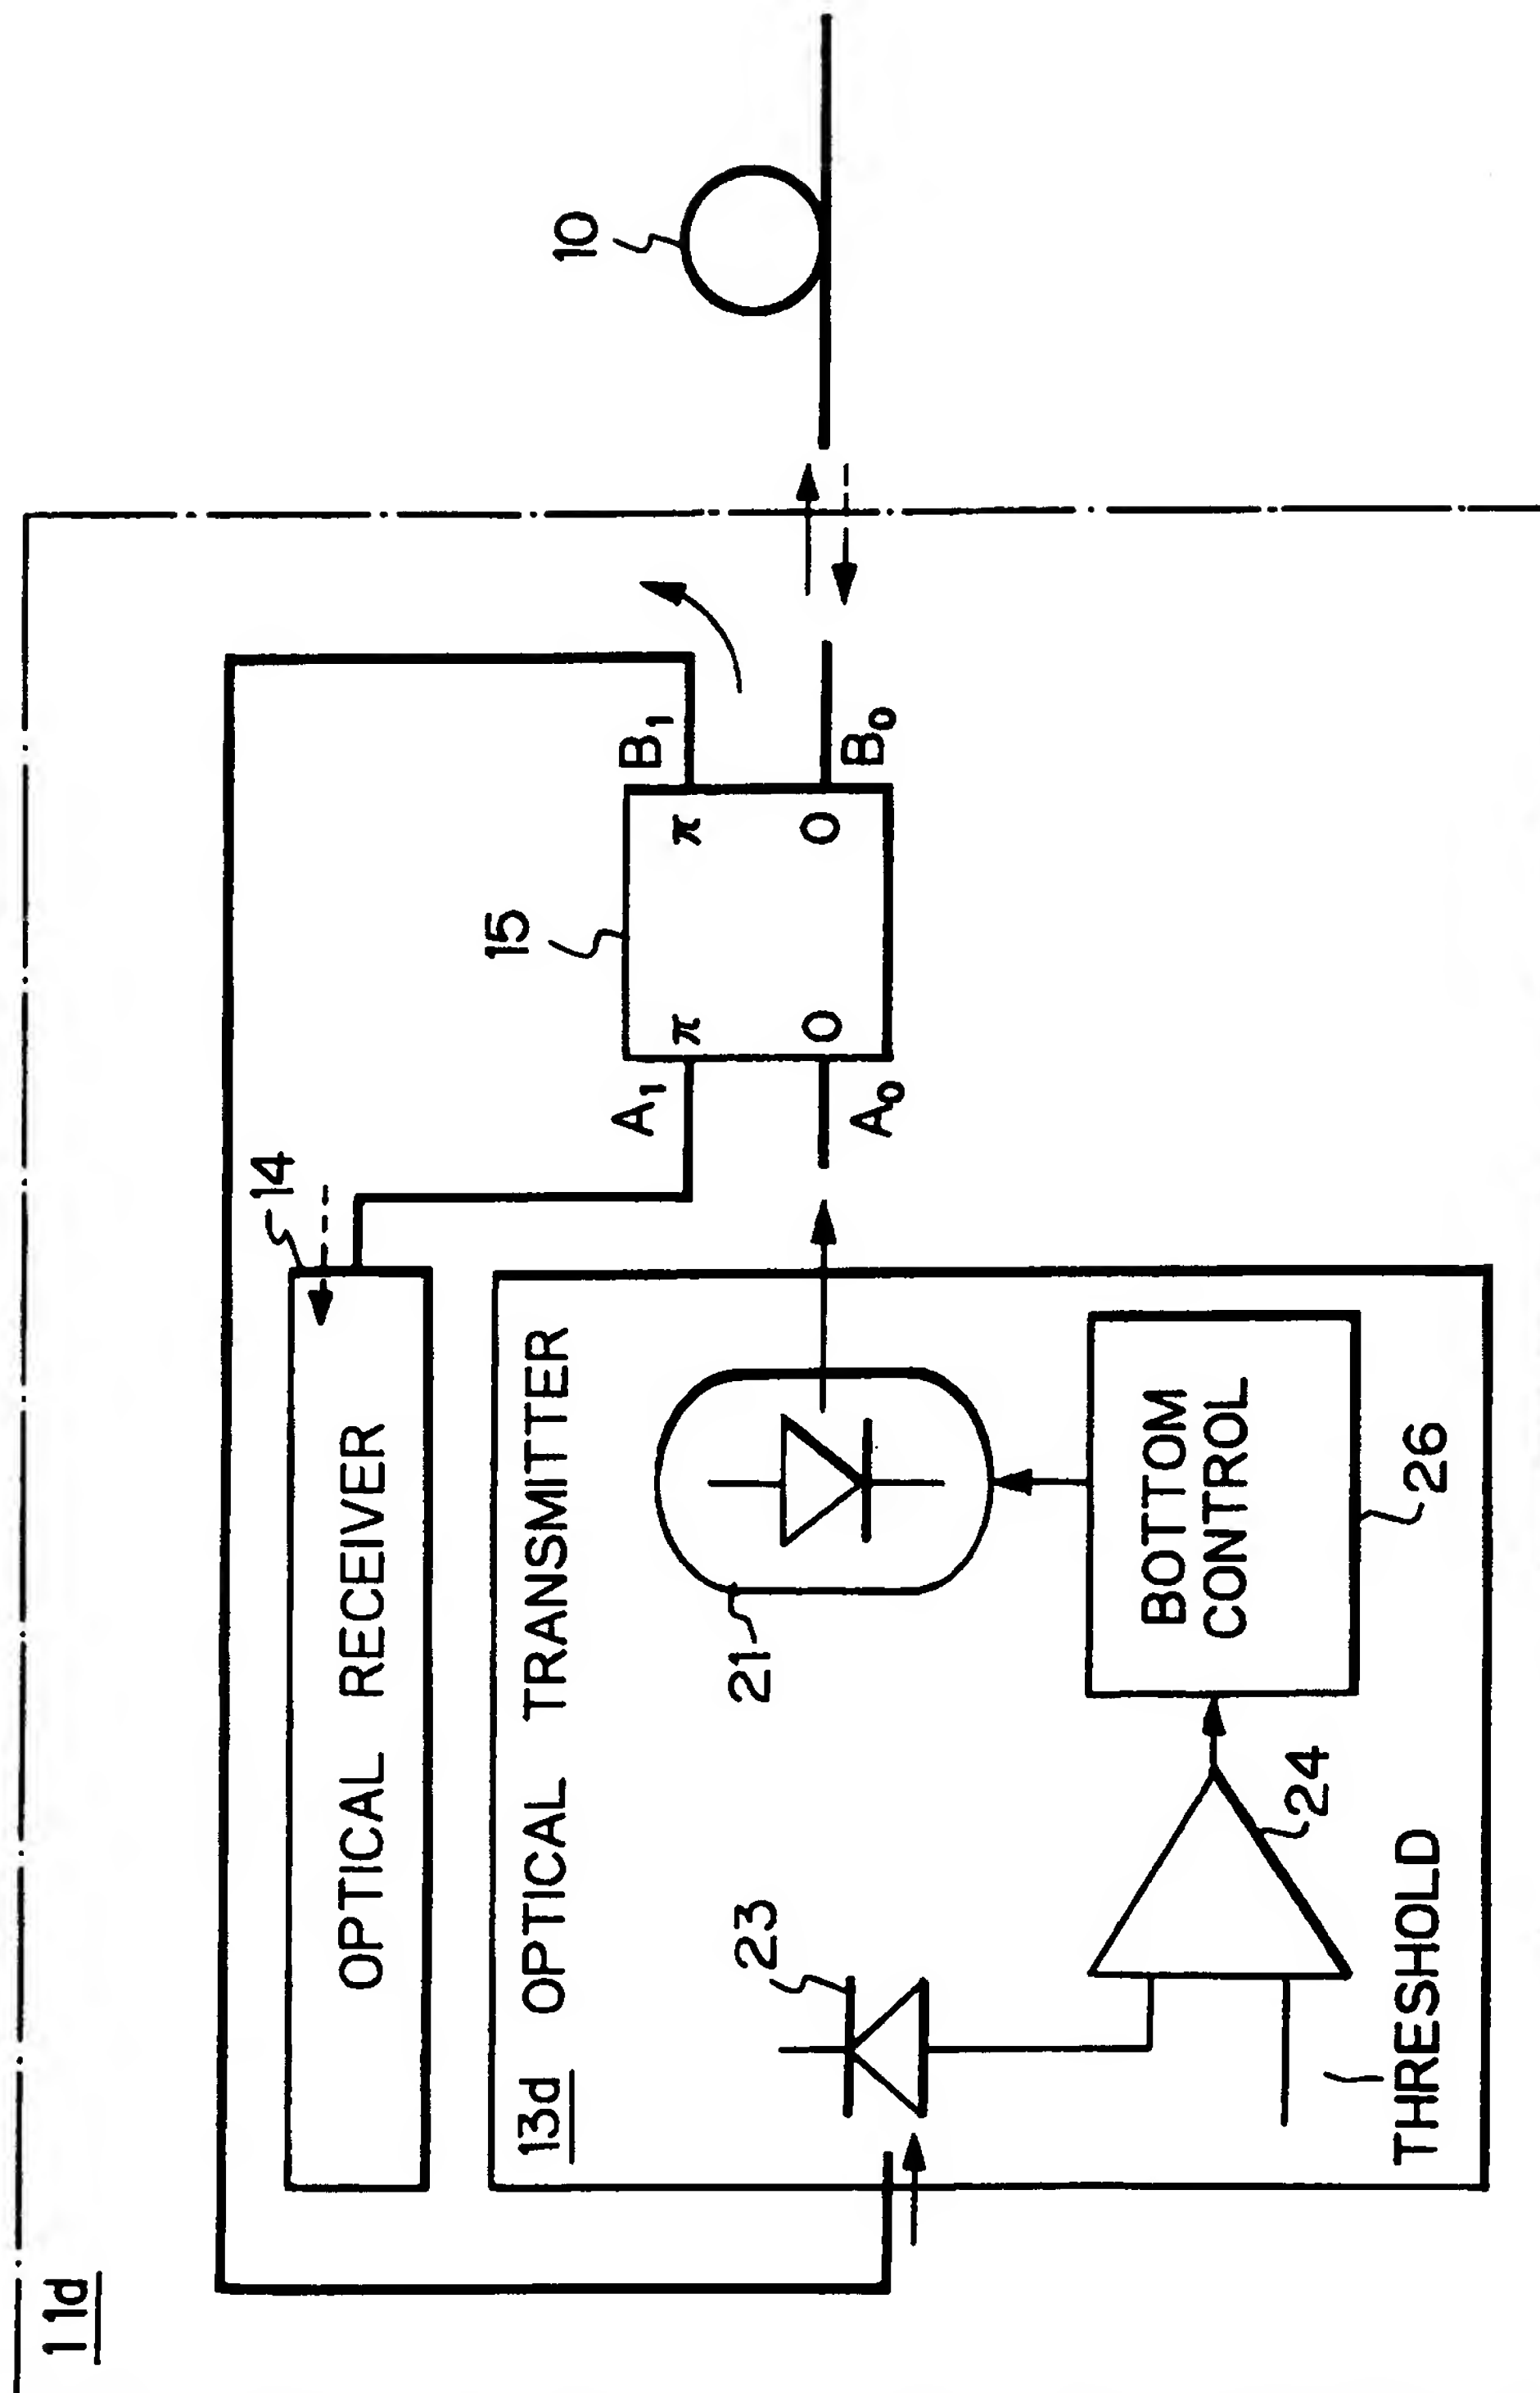 11d
14
OPTICAL RECEIVER
15
A₁
π
π
B₁
10
A₀
0
0
B₀
13d OPTICAL TRANSMITTER
21
23
BOTTOM
CONTROL
26
24
THRESHOLD